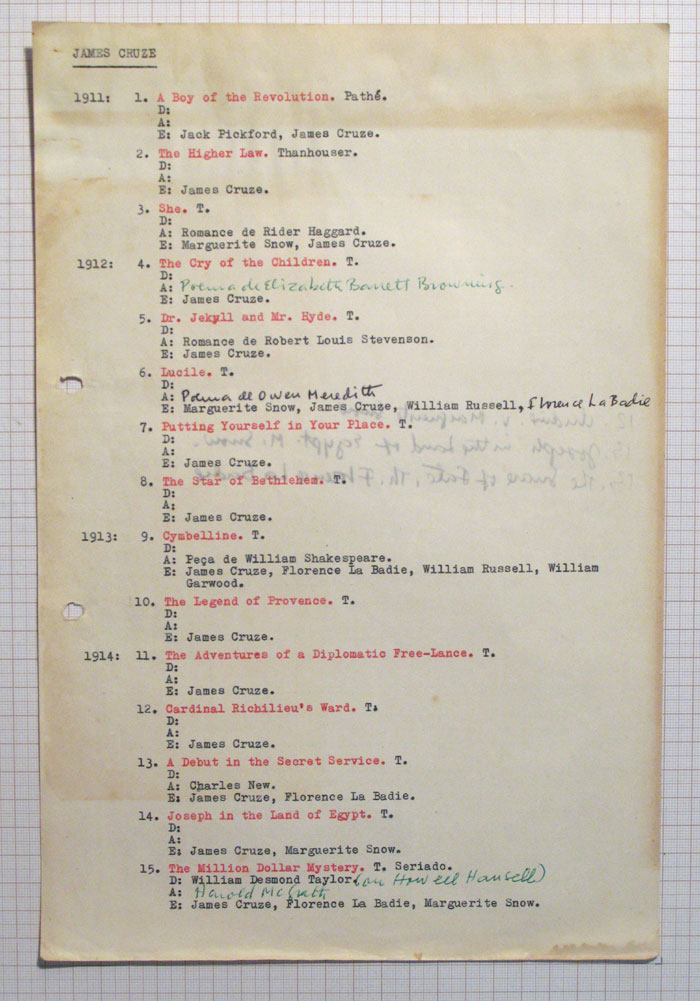 JAMES CRUZE
1911: 1. A Boy of the Revolution. Pathé.
D:
A:
E: Jack Pickford, James Cruze.
2. The Higher Law. Thanhouser.
D:
A:
E: James Cruze.
3. She. T.
D:
A: Romance de Rider Haggard.
E: Marguerite Snow, James Cruze.
1912: 4. The Cry of the Children. T.
D:
A: Poema de Elizabeth Barrett Browning.
E: James Cruze.
5. Dr. Jekyll and Mr. Hyde. T.
D:
A: Romance de Robert Louis Stevenson.
E: James Cruze.
6. Lucile. T.
D:
A: Poema de Owen Meredith
E: Marguerite Snow, James Cruze, William Russell, Florence La Badie
7. Putting Yourself in Your Place. T.
D:
A:
E: James Cruze.
8. The Star of Bethlehem. T.
D:
A:
E: James Cruze.
1913: 9. Cymbelline. T.
D:
A: Peça de William Shakespeare.
E: James Cruze, Florence La Badie, William Russell, William
Garwood.
10. The Legend of Provence. T.
D:
A:
E: James Cruze.
1914: 11. The Adventures of a Diplomatic Free-Lance. T.
D:
A:
E: James Cruze.
12. Cardinal Richilieu's Ward. T.
D:
A:
E: James Cruze.
13. A Debut in the Secret Service. T.
D:
A: Charles New.
E: James Cruze, Florence La Badie.
14. Joseph in the Land of Egypt. T.
D:
A:
E: James Cruze, Marguerite Snow.
15. The Million Dollar Mystery. T. Seriado.
D: William Desmond Taylor (ou Howell Hansell)
A: Harold McGrath
E: James Cruze, Florence La Badie, Marguerite Snow.